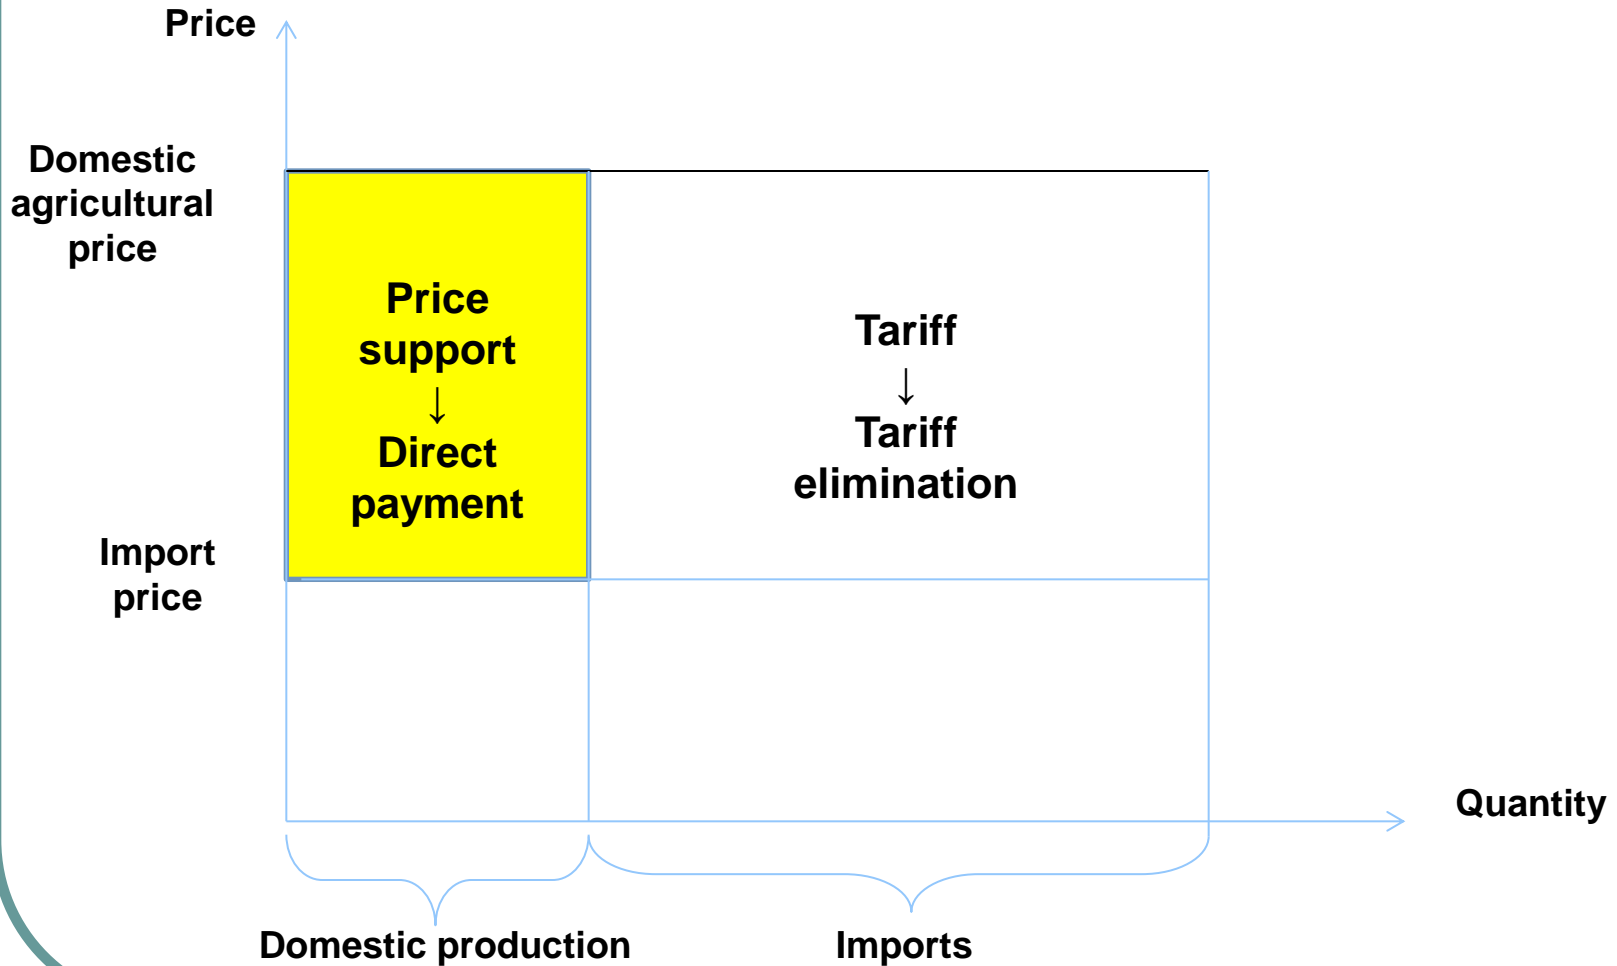 Price
Domestic
agricultural
price
Price
support
↓
Direct
payment
Tariff
↓
Tariff
elimination
Import
price
Quantity
Domestic production
Imports